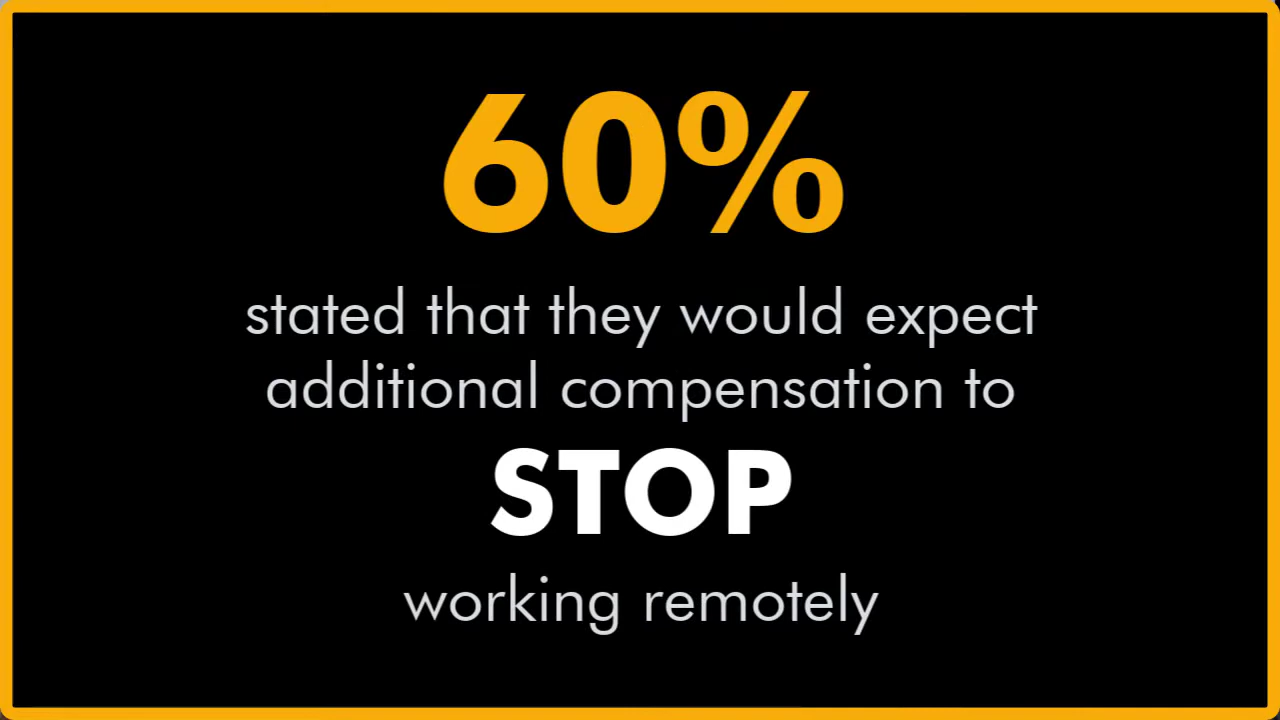 60%
stated that they would expect
additional compensation to
STOP
working remotely